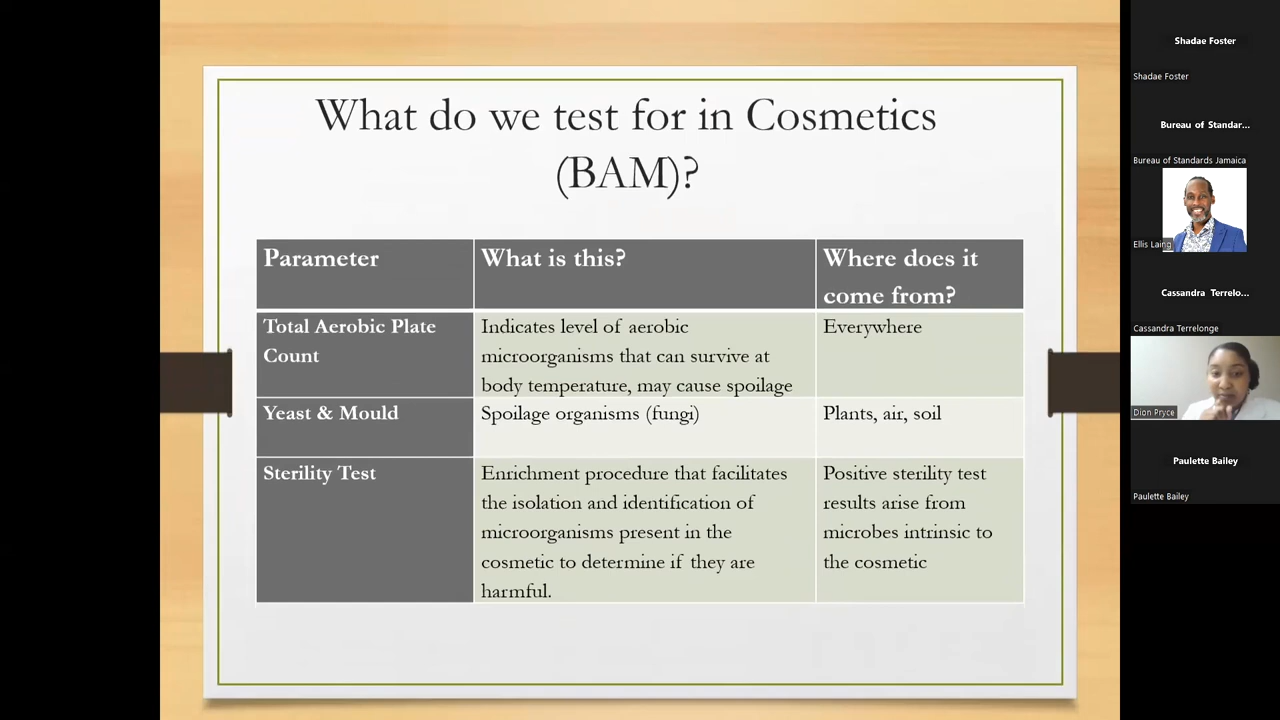 What do we test for in Cosmetics
(BAM)?
Parameter
What is this?
Where does it
come from?
Total Aerobic Plate
Count
Indicates level of aerobic
microorganisms that can survive at
body temperature, may cause spoilage
Everywhere
Yeast & Mould
Spoilage organisms (fungi)
Plants, air, soil
Sterility Test
Enrichment procedure that facilitates
the isolation and identification of
microorganisms present in the
cosmetic to determine if they are
harmful.
Positive sterility test
results arise from
microbes intrinsic to
the cosmetic
Shadae Foster
Shadae Foster
Bureau of Standar...
Bureau of Standards Jamaica
Ellis Laing
Cassandra Terrelo...
Cassandra Terrelonge
Dion Pryce
Paulette Bailey
Paulette Bailey